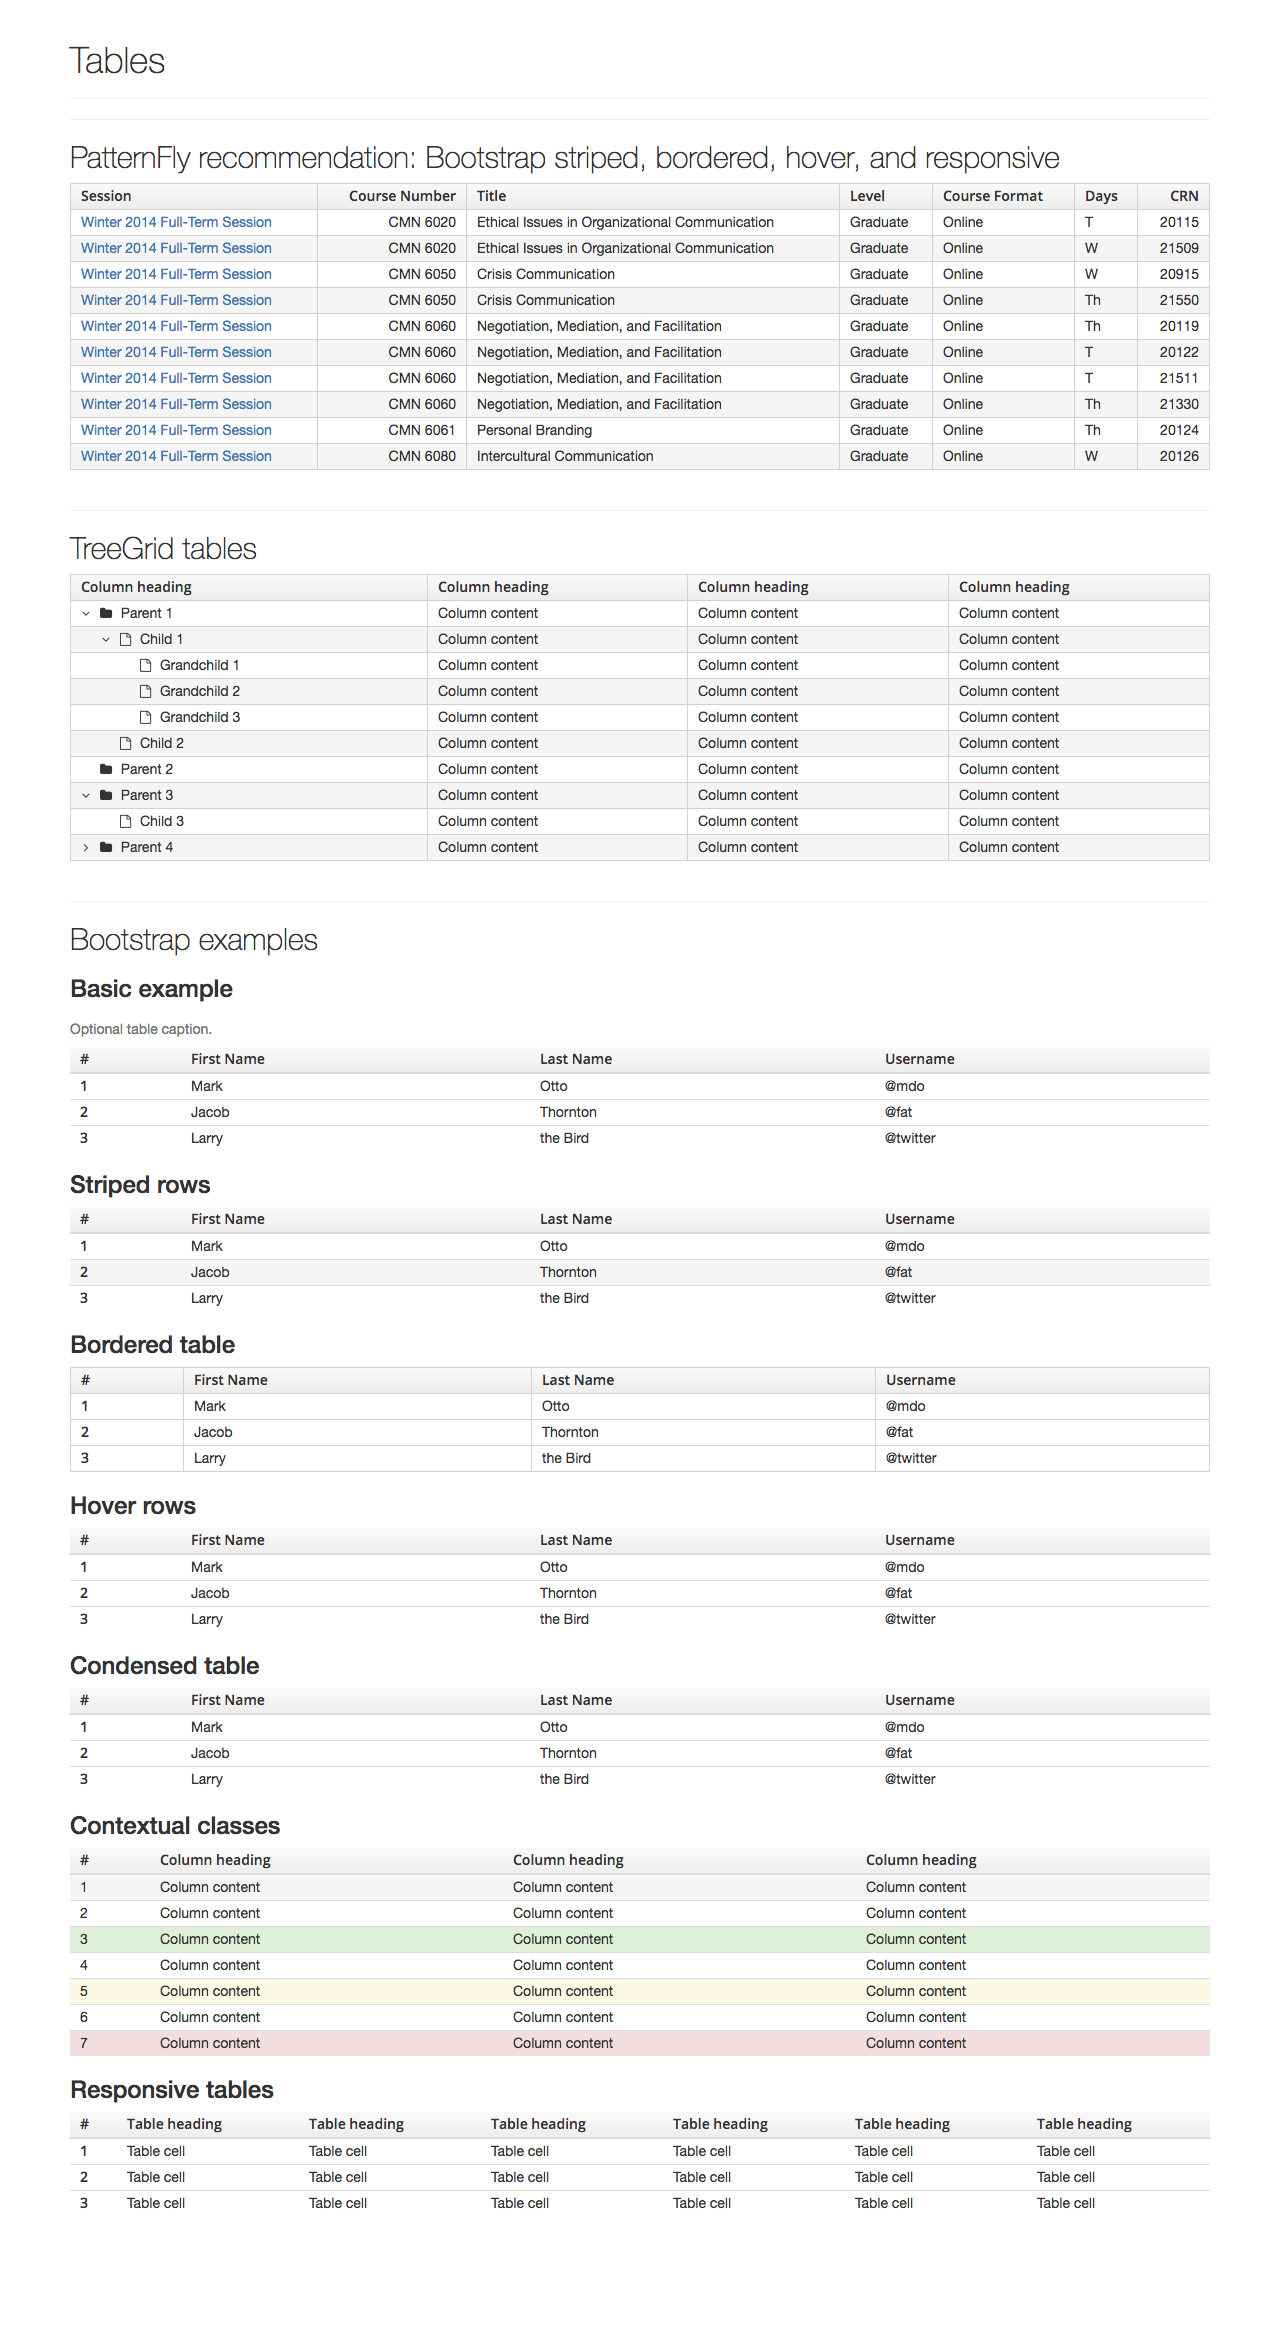 Tables
PatternFly recommendation: Bootstrap striped, bordered, hover, and responsive
Session Course Number Title Level Course Format Days CRN
Winter 2014 Full-Term Session CMN 6020 Ethical Issues in Organizational Communication Graduate Online T 20115
Winter 2014 Full-Term Session CMN 6020 Ethical Issues in Organizational Communication Graduate Online W 21509
Winter 2014 Full-Term Session CMN 6050 Crisis Communication Graduate Online W 20915
Winter 2014 Full-Term Session CMN 6050 Crisis Communication Graduate Online Th 21550
Winter 2014 Full-Term Session CMN 6060 Negotiation, Mediation, and Facilitation Graduate Online Th 20119
Winter 2014 Full-Term Session CMN 6060 Negotiation, Mediation, and Facilitation Graduate Online T 20122
Winter 2014 Full-Term Session CMN 6060 Negotiation, Mediation, and Facilitation Graduate Online T 21511
Winter 2014 Full-Term Session CMN 6060 Negotiation, Mediation, and Facilitation Graduate Online Th 21330
Winter 2014 Full-Term Session CMN 6061 Personal Branding Graduate Online Th 20124
Winter 2014 Full-Term Session CMN 6080 Intercultural Communication Graduate Online W 20126
TreeGrid tables
Column heading Column heading Column heading Column heading
Parent 1 Column content Column content Column content
Child 1 Column content Column content Column content
Grandchild 1 Column content Column content Column content
Grandchild 2 Column content Column content Column content
Grandchild 3 Column content Column content Column content
Child 2 Column content Column content Column content
Parent 2 Column content Column content Column content
Parent 3 Column content Column content Column content
Child 3 Column content Column content Column content
Parent 4 Column content Column content Column content
Bootstrap examples
Basic example
Optional table caption.
# First Name Last Name Username
1 Mark Otto @mdo
2 Jacob Thornton @fat
3 Larry the Bird @twitter
Striped rows
# First Name Last Name Username
1 Mark Otto @mdo
2 Jacob Thornton @fat
3 Larry the Bird @twitter
Bordered table
# First Name Last Name Username
1 Mark Otto @mdo
2 Jacob Thornton @fat
3 Larry the Bird @twitter
Hover rows
# First Name Last Name Username
1 Mark Otto @mdo
2 Jacob Thornton @fat
3 Larry the Bird @twitter
Condensed table
# First Name Last Name Username
1 Mark Otto @mdo
2 Jacob Thornton @fat
3 Larry the Bird @twitter
Contextual classes
# Column heading Column heading Column heading
1 Column content Column content Column content
2 Column content Column content Column content
3 Column content Column content Column content
4 Column content Column content Column content
5 Column content Column content Column content
6 Column content Column content Column content
7 Column content Column content Column content
Responsive tables
# Table heading Table heading Table heading Table heading Table heading Table heading
1 Table cell Table cell Table cell Table cell Table cell Table cell
2 Table cell Table cell Table cell Table cell Table cell Table cell
3 Table cell Table cell Table cell Table cell Table cell Table cell